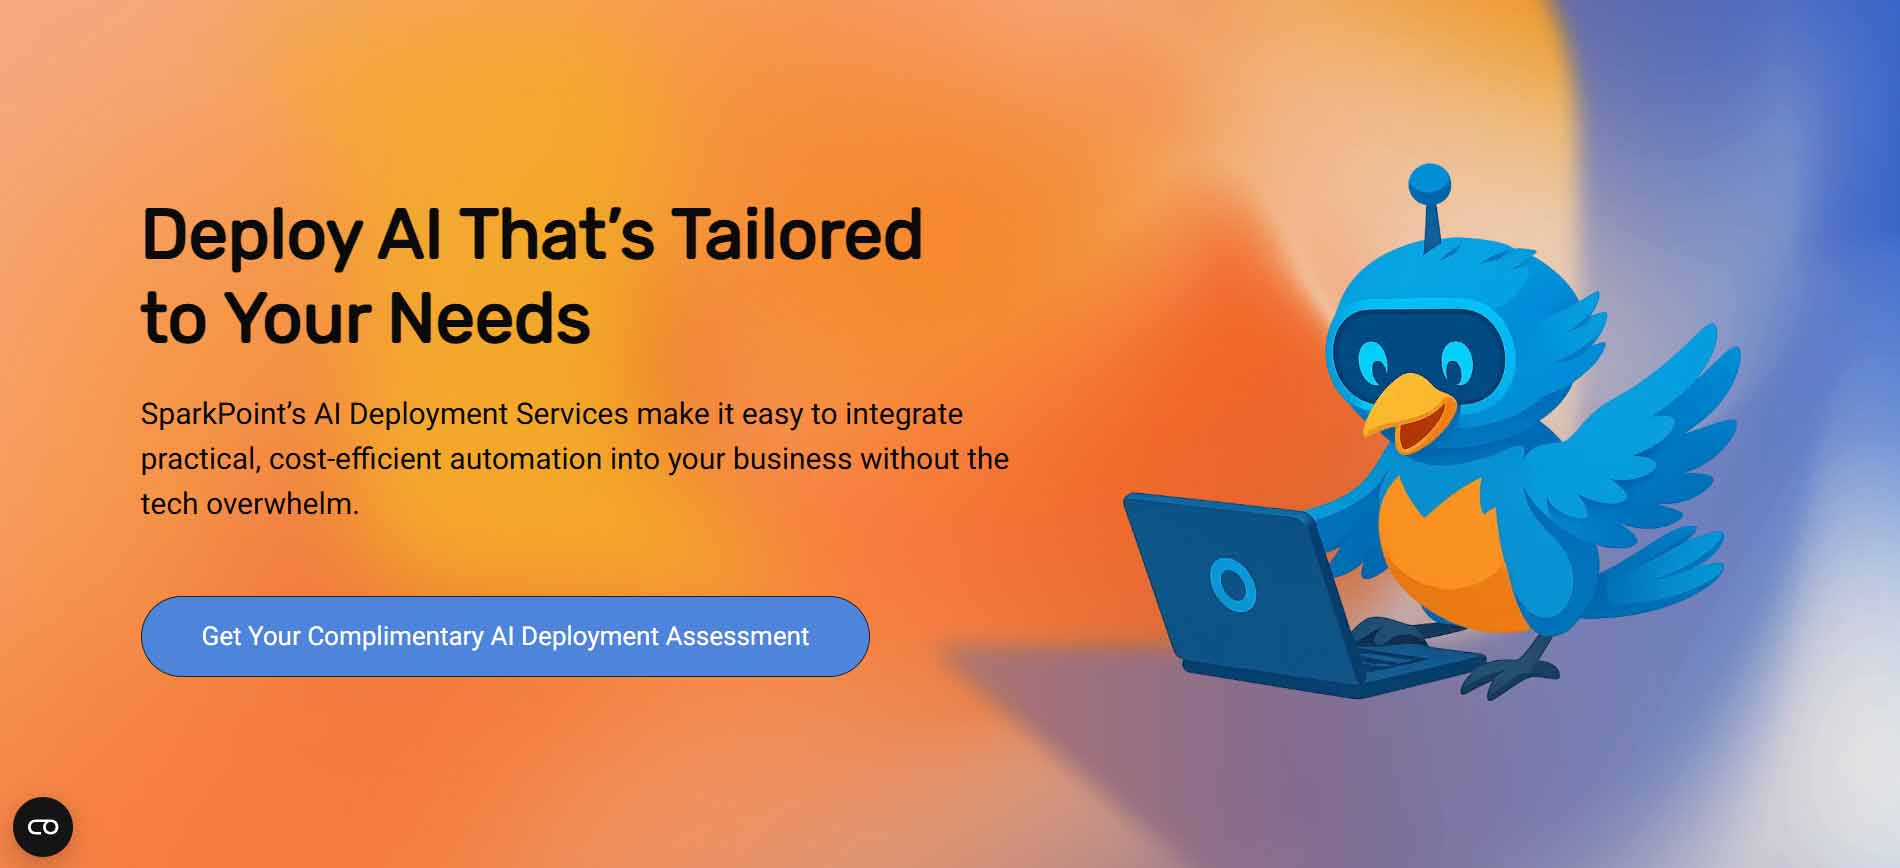 Deploy AI That’s Tailored
to Your Needs
SparkPoint’s AI Deployment Services make it easy to integrate
practical, cost-efficient automation into your business without the
tech overwhelm.
Get Your Complimentary AI Deployment Assessment